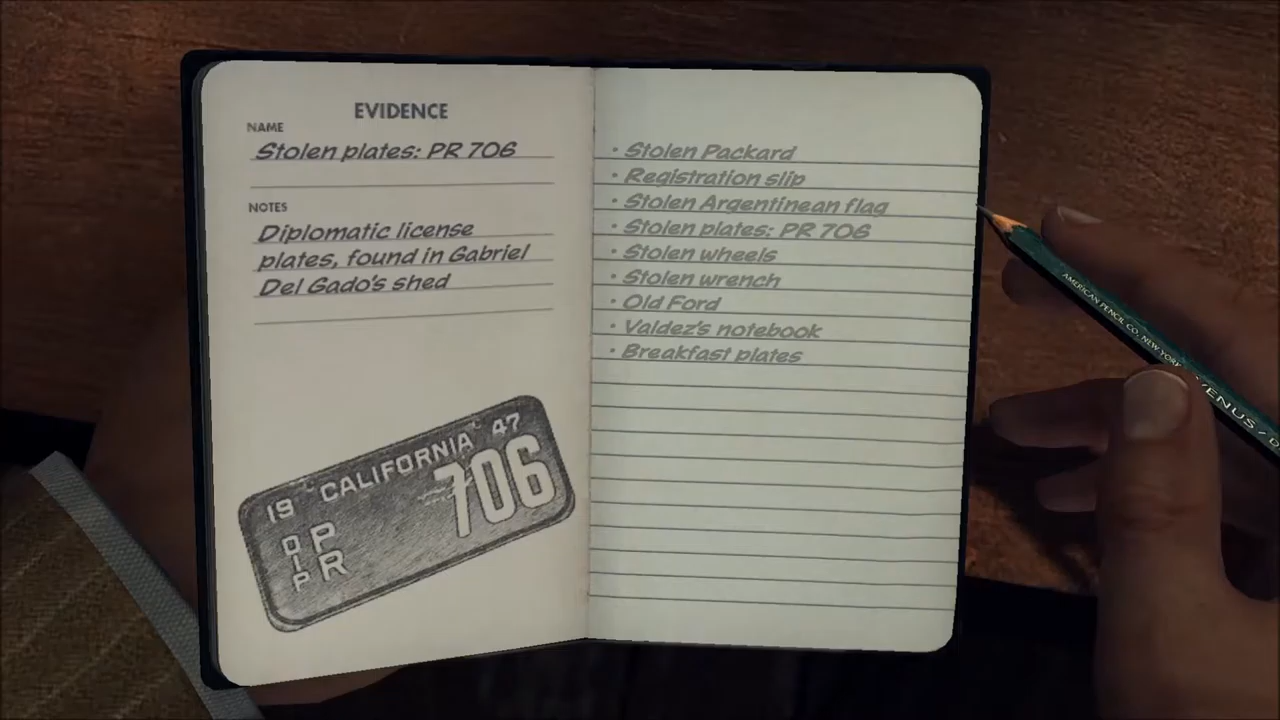 EVIDENCE
NAME
Stolen plates: PR 706
NOTES
Diplomatic license
plates, found in Gabriel
Del Gado's shed
19 CALIFORNIA 47
DIP PR 706
• Stolen Packard
• Registration slip
• Stolen Argentinean flag
• Stolen plates: PR 706
• Stolen wheels
• Stolen wrench
• Old Ford
• Valdez's notebook
• Breakfast plates
AMERICAN PENCIL CO. NEW YORK
VENUS